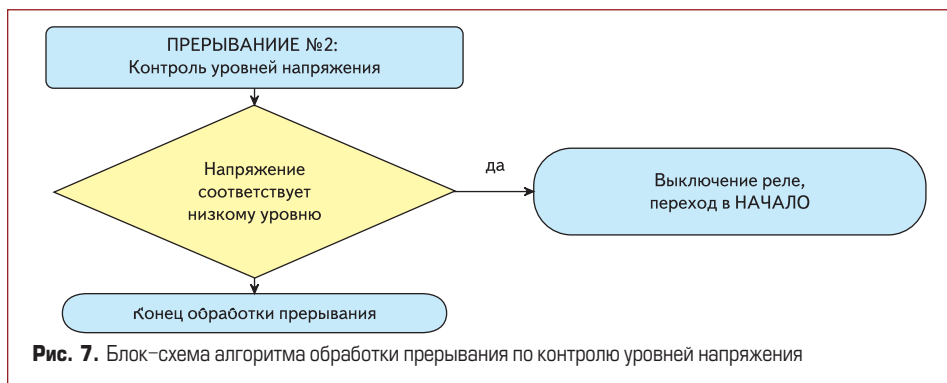 ПРЕРЫВАНИИЕ №2:
Контроль уровней напряжения
Напряжение
соответствует
низкому уровню
да
Выключение реле,
переход в НАЧАЛО
Конец обработки прерывания
Рис. 7. Блок-схема алгоритма обработки прерывания по контролю уровней напряжения